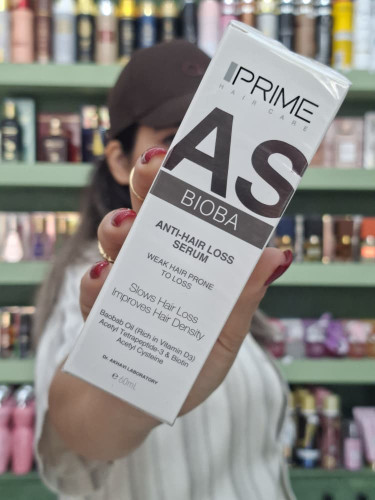 PRIME
HAIR CARE
AS
BIOBA
ANTI-HAIR LOSS
SERUM
WEAK HAIR PRONE
TO LOSS
Slows Hair Loss
Improves Hair Density
Baobab Oil (Rich in Vitamin D3)
Acetyl Tetrapeptide-3 & Biotin
Acetyl Cysteine
Dr. ANSARI LABORATORY
℮ 60mL